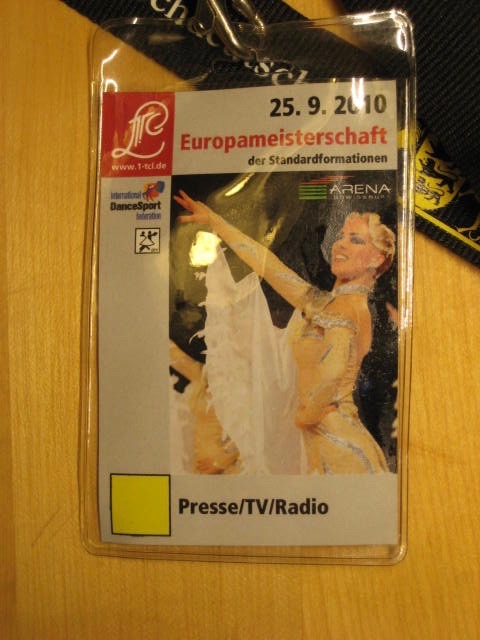 25. 9. 2010
Europameisterschaft
der Standardformationen
www.1-tcl.de
International
DanceSport
Federation
ARENA
Presse/TV/Radio